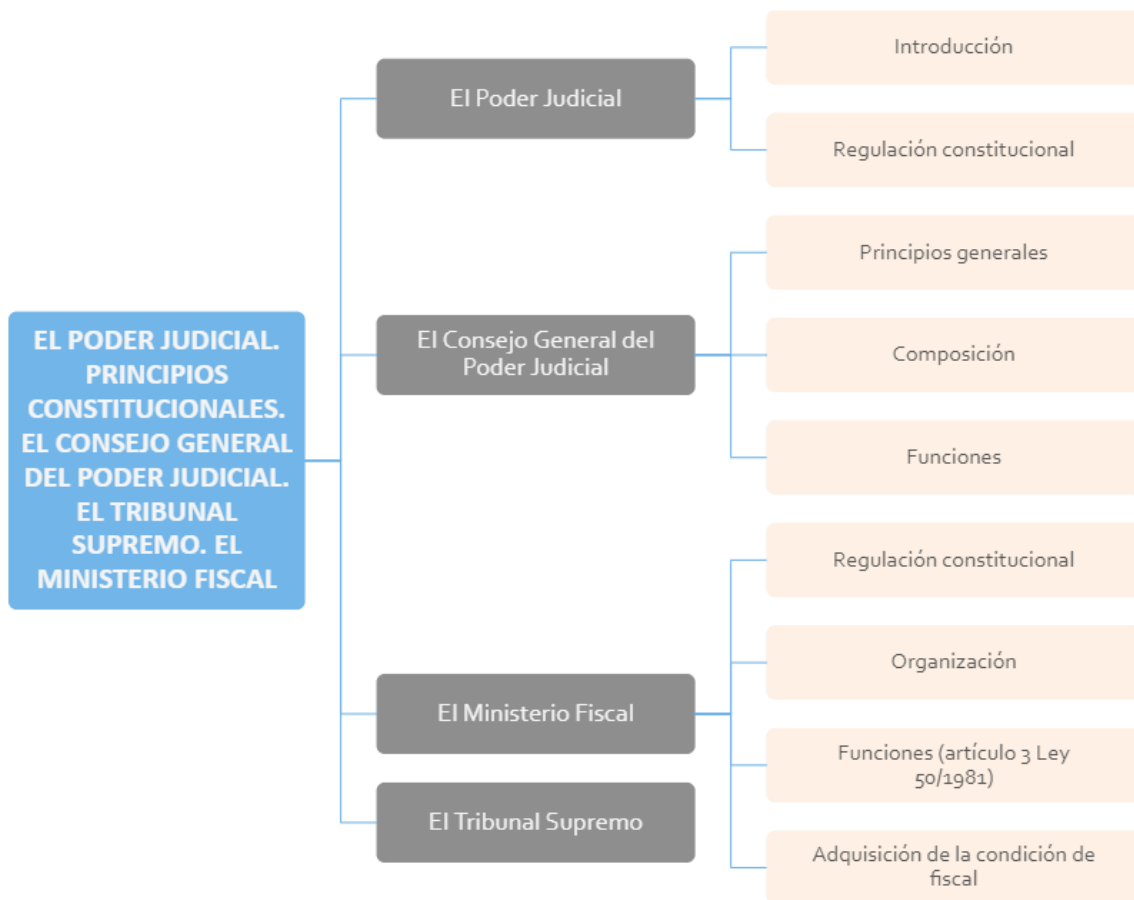 EL PODER JUDICIAL.
PRINCIPIOS
CONSTITUCIONALES.
EL CONSEJO GENERAL
DEL PODER JUDICIAL.
EL TRIBUNAL
SUPREMO. EL
MINISTERIO FISCAL
El Poder Judicial
Introducción
Regulación constitucional
El Consejo General del
Poder Judicial
Principios generales
Composición
Funciones
El Ministerio Fiscal
Regulación constitucional
Organización
Funciones (artículo 3 Ley
50/1981)
Adquisición de la condición de
fiscal
El Tribunal Supremo